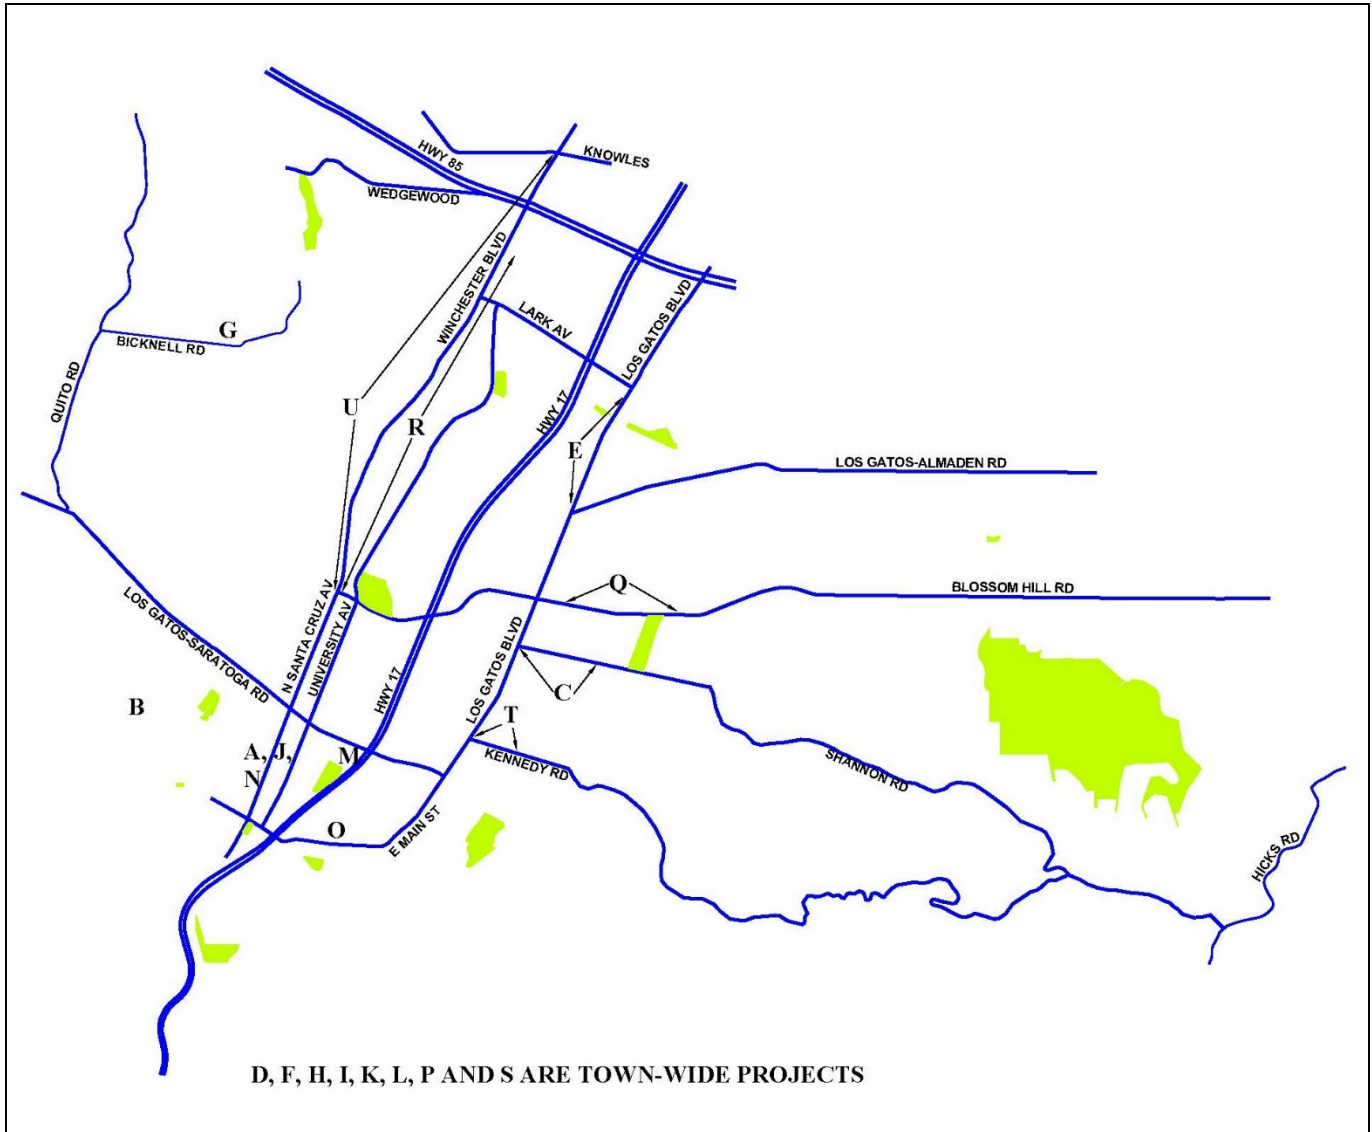 HWY 85
KNOWLES
WEDGEWOOD
WINCHESTER BLVD
LARK AV
LOS GATOS BLVD
G
BICKNELL RD
QUITO RD
U
R
HWY 17
E
LOS GATOS-ALMADEN RD
Q
BLOSSOM HILL RD
LOS GATOS-SARATOGA RD
N SANTA CRUZ AV
UNIVERSITY AV
HWY 17
LOS GATOS BLVD
C
B
T
A, J,
N
M
KENNEDY RD
SHANNON RD
O
E MAIN ST
HICKS RD
D, F, H, I, K, L, P AND S ARE TOWN-WIDE PROJECTS